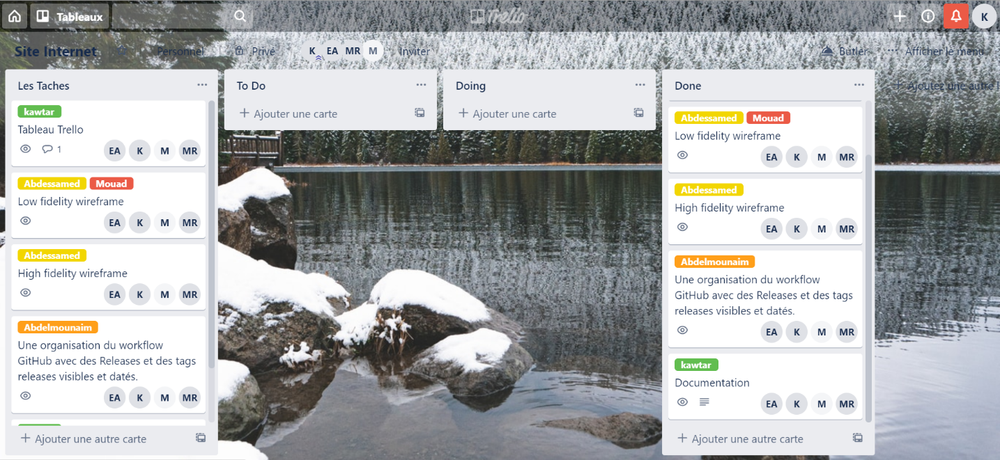 Tableaux
Trello
K
Site Internet
Personnel
Privé
K EA MR M
Inviter
Butler
··· Afficher le menu
Les Taches
kawtar
Tableau Trello
1
EA K M MR
Abdessamed Mouad
Low fidelity wireframe
EA K M MR
Abdessamed
High fidelity wireframe
EA K M MR
Abdelmounaim
Une organisation du workflow
GitHub avec des Releases et des tags
releases visibles et datés.
EA K M MR
+ Ajouter une autre carte
To Do
+ Ajouter une carte
Doing
+ Ajouter une carte
Done
Abdessamed Mouad
Low fidelity wireframe
EA K M MR
Abdessamed
High fidelity wireframe
EA K M MR
Abdelmounaim
Une organisation du workflow
GitHub avec des Releases et des tags
releases visibles et datés.
EA K M MR
kawtar
Documentation
EA K M MR
+ Ajouter une autre carte
+ Ajoutez une autre